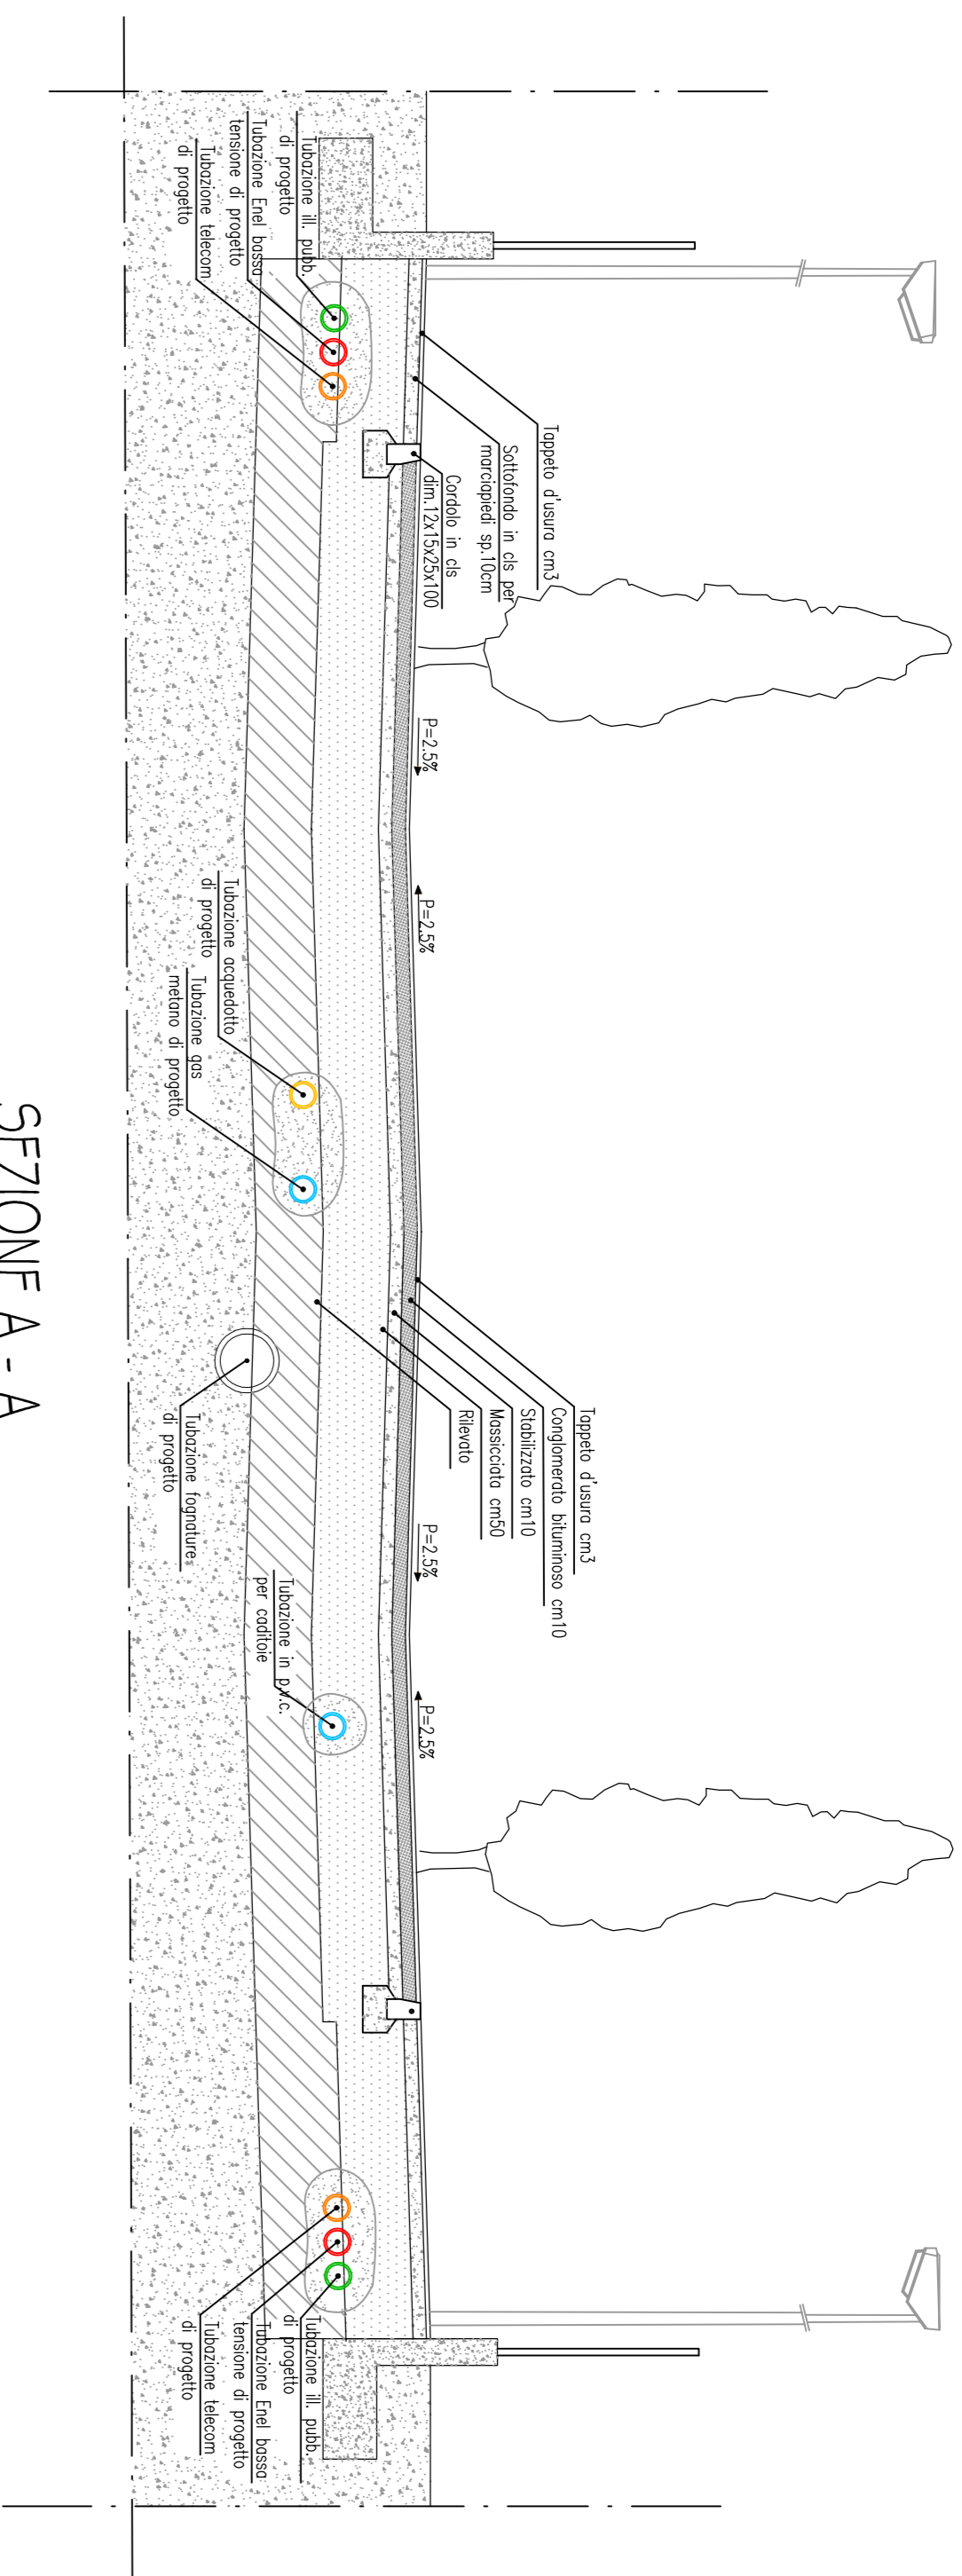 Tappeto d'usura cm3
Sottofondo in cls per
marciapiedi sp.10cm
Cordolo in cls
dim.12x15x25x100
Tubazione ill. pubb.
di progetto
Tubazione Enel bassa
tensione di progetto
Tubazione telecom
di progetto
P=2.5%
P=2.5%
Tubazione acquedotto
di progetto
Tubazione gas
metano di progetto
Tappeto d'usura cm3
Conglomerato bituminoso cm10
Stabilizzato cm10
Massicciata cm50
Rilevato
Tubazione fognature
di progetto
P=2.5%
P=2.5%
Tubazione in p.v.c.
per caditoie
Tubazione ill. pubb.
di progetto
Tubazione Enel bassa
tensione di progetto
Tubazione telecom
di progetto
SEZIONE A - A